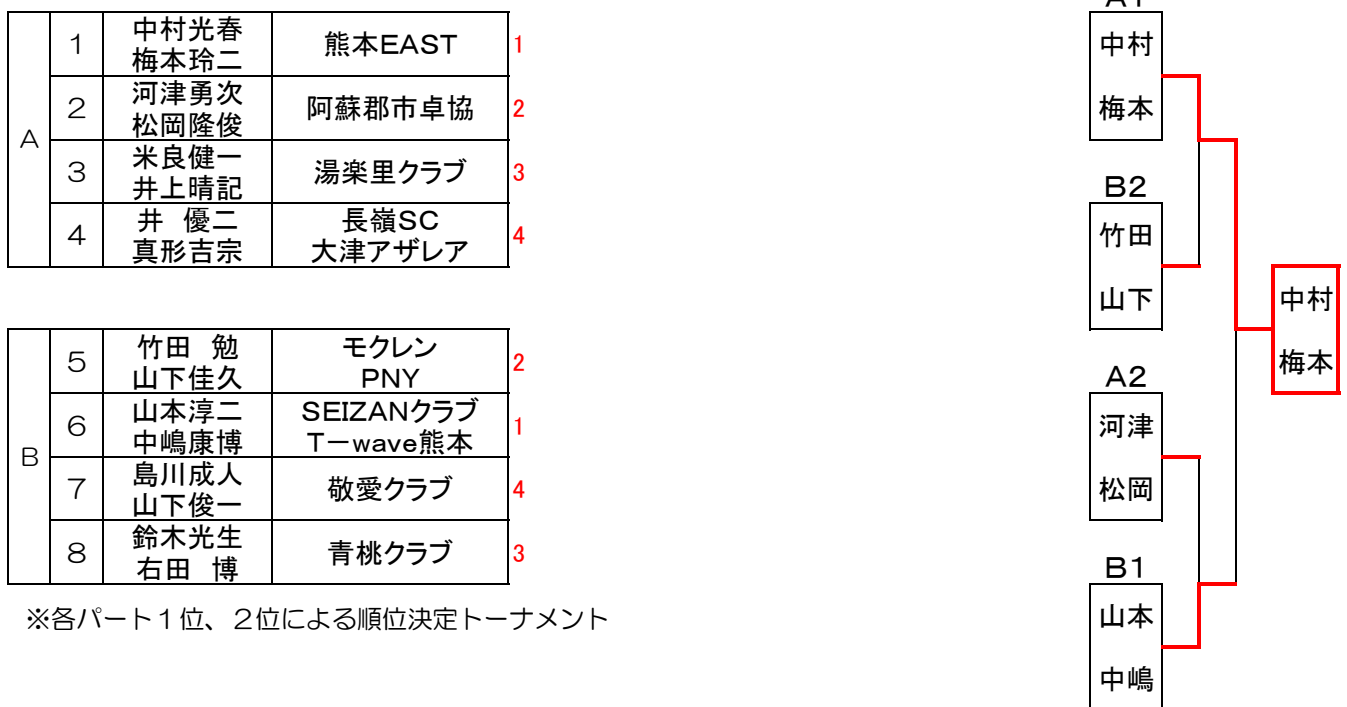 A
1
中村光春
梅本玲二
熊本EAST
1
2
河津勇次
松岡隆俊
阿蘇郡市卓協
2
3
米良健一
井上晴記
湯楽里クラブ
3
4
井　優二
真形吉宗
長嶺SC
大津アザレア
4
B
5
竹田　勉
山下佳久
モクレン
PNY
2
6
山本淳二
中嶋康博
SEIZANクラブ
T－wave熊本
1
7
島川成人
山下俊一
敬愛クラブ
4
8
鈴木光生
右田　博
青桃クラブ
3
※各パート１位、２位による順位決定トーナメント
A1
中村
梅本
B2
竹田
山下
A2
河津
松岡
B1
山本
中嶋
中村
梅本